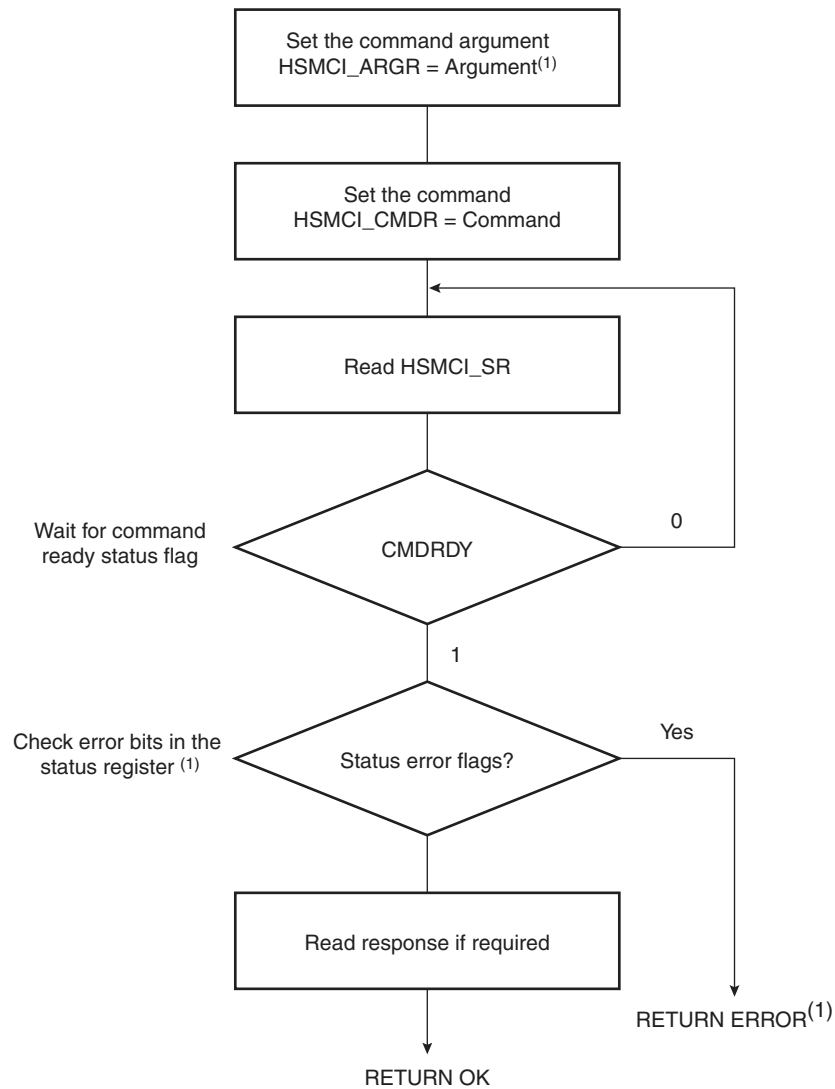 Set the command argument
HSMCI_ARGR = Argument(1)
Set the command
HSMCI_CMDR = Command
Read HSMCI_SR
Wait for command
ready status flag
CMDRDY
0
1
Check error bits in the
status register (1)
Status error flags?
Yes
Read response if required
RETURN ERROR(1)
RETURN OK